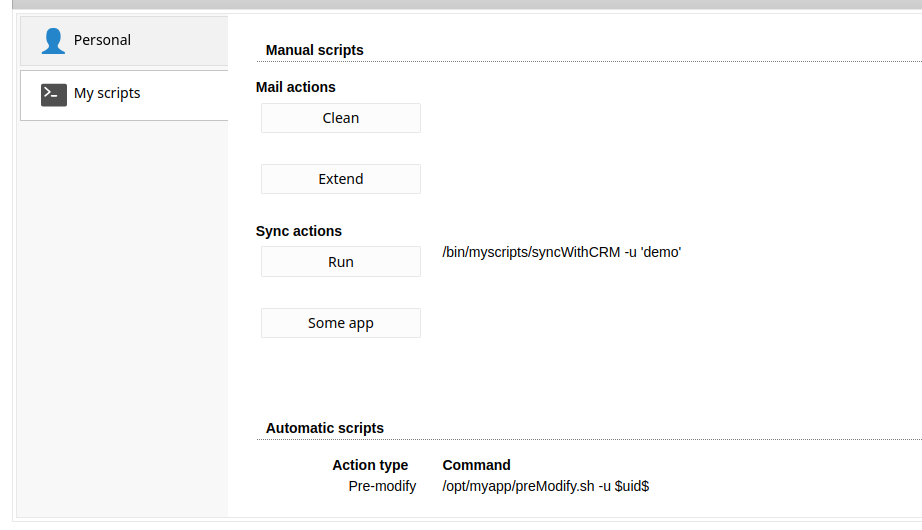 Personal
My scripts
Manual scripts
Mail actions
Clean
Extend
Sync actions
Run /bin/myscripts/syncWithCRM -u 'demo'
Some app
Automatic scripts
Action type Command
Pre-modify /opt/myapp/preModify.sh -u $uid$